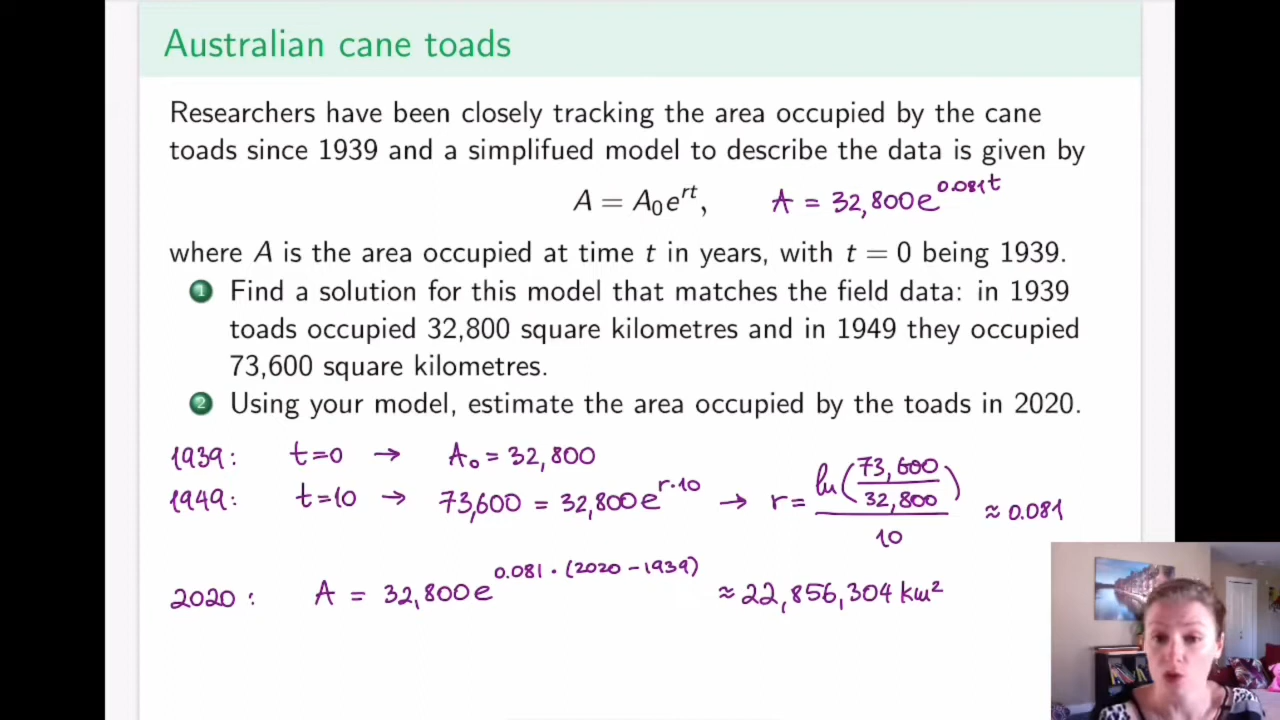 Australian cane toads
Researchers have been closely tracking the area occupied by the cane
toads since 1939 and a simplifued model to describe the data is given by
A = A₀eʳᵗ, A = 32,800e^0.081t
where A is the area occupied at time t in years, with t = 0 being 1939.
1 Find a solution for this model that matches the field data: in 1939
toads occupied 32,800 square kilometres and in 1949 they occupied
73,600 square kilometres.
2 Using your model, estimate the area occupied by the toads in 2020.
1939: t=0 → A₀ = 32,800
1949: t=10 → 73,600 = 32,800e^r·10 → r = ln(73,600/32,800)/10 ≈ 0.081
2020: A = 32,800e^0.081·(2020-1939) ≈ 22,856,304 km²